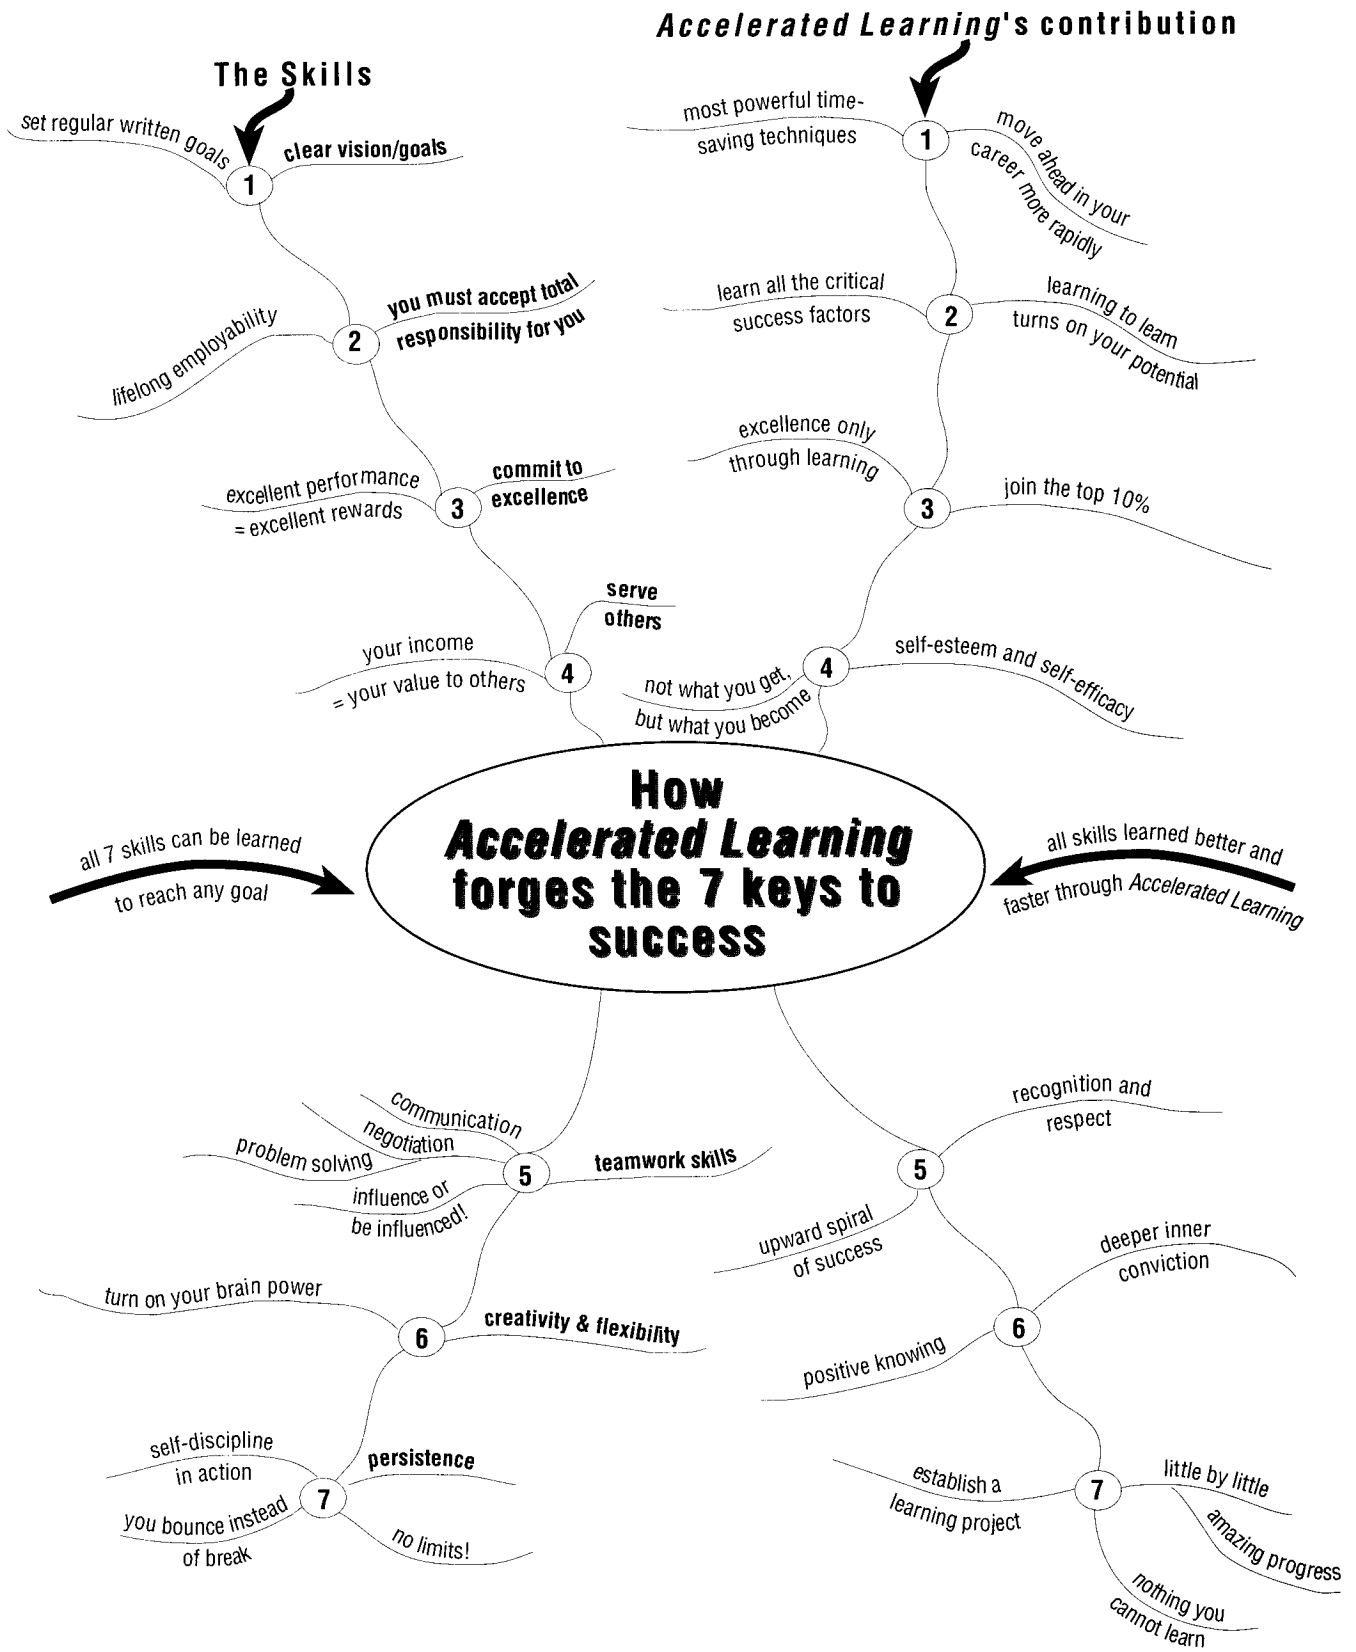 Accelerated Learning's contribution
The Skills
set regular written goals
1
clear vision/goals
lifelong employability
2
you must accept total
responsibility for you
excellent performance
= excellent rewards
3
commit to
excellence
your income
= your value to others
4
serve
others
most powerful time-
saving techniques
1
move ahead in your
career more rapidly
learn all the critical
success factors
2
learning to learn
turns on your potential
excellence only
through learning
3
join the top 10%
not what you get,
but what you become
4
self-esteem and self-efficacy
all 7 skills can be learned
to reach any goal
How
Accelerated Learning
forges the 7 keys to
success
all skills learned better and
faster through Accelerated Learning
communication
negotiation
problem solving
influence or
be influenced!
5
teamwork skills
turn on your brain power
6
creativity & flexibility
self-discipline
in action
you bounce instead
of break
7
persistence
no limits!
recognition and
respect
5
upward spiral
of success
deeper inner
conviction
6
positive knowing
establish a
learning project
7
little by little
amazing progress
nothing you
cannot learn